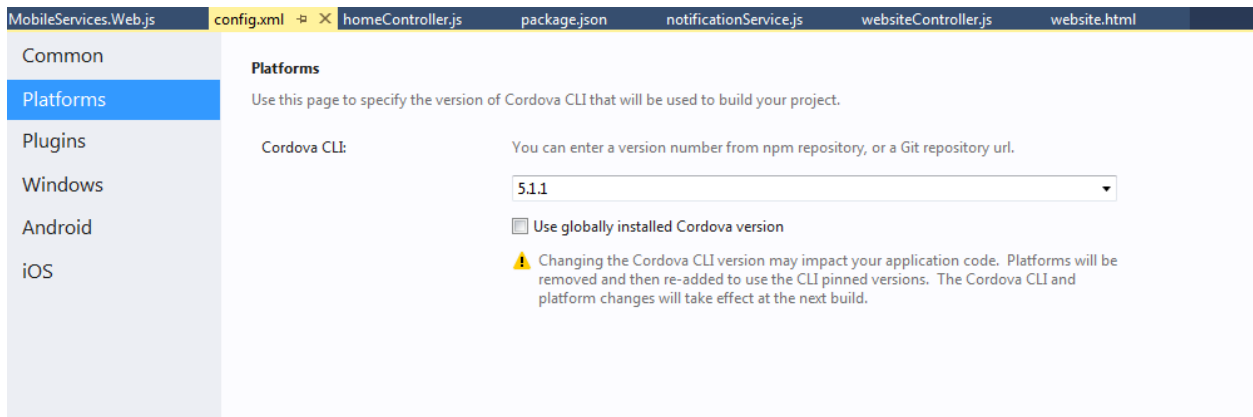 MobileServices.Web.js config.xml homeController.js package.json notificationService.js websiteController.js website.html
Common
Platforms
Plugins
Windows
Android
iOS
Platforms
Use this page to specify the version of Cordova CLI that will be used to build your project.
Cordova CLI: You can enter a version number from npm repository, or a Git repository url.
5.1.1
Use globally installed Cordova version
Changing the Cordova CLI version may impact your application code. Platforms will be
removed and then re-added to use the CLI pinned versions. The Cordova CLI and
platform changes will take effect at the next build.